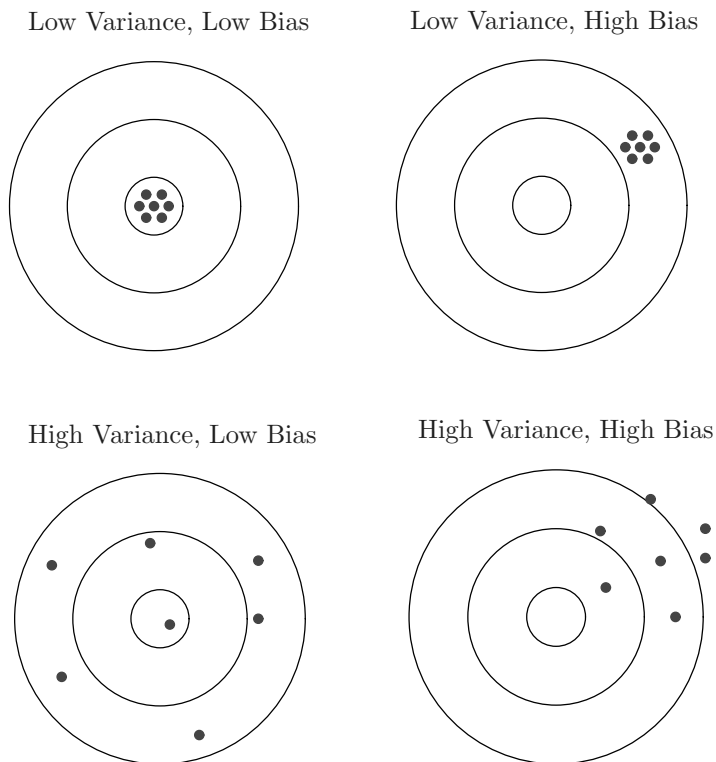 Low Variance, Low Bias
Low Variance, High Bias
High Variance, Low Bias
High Variance, High Bias